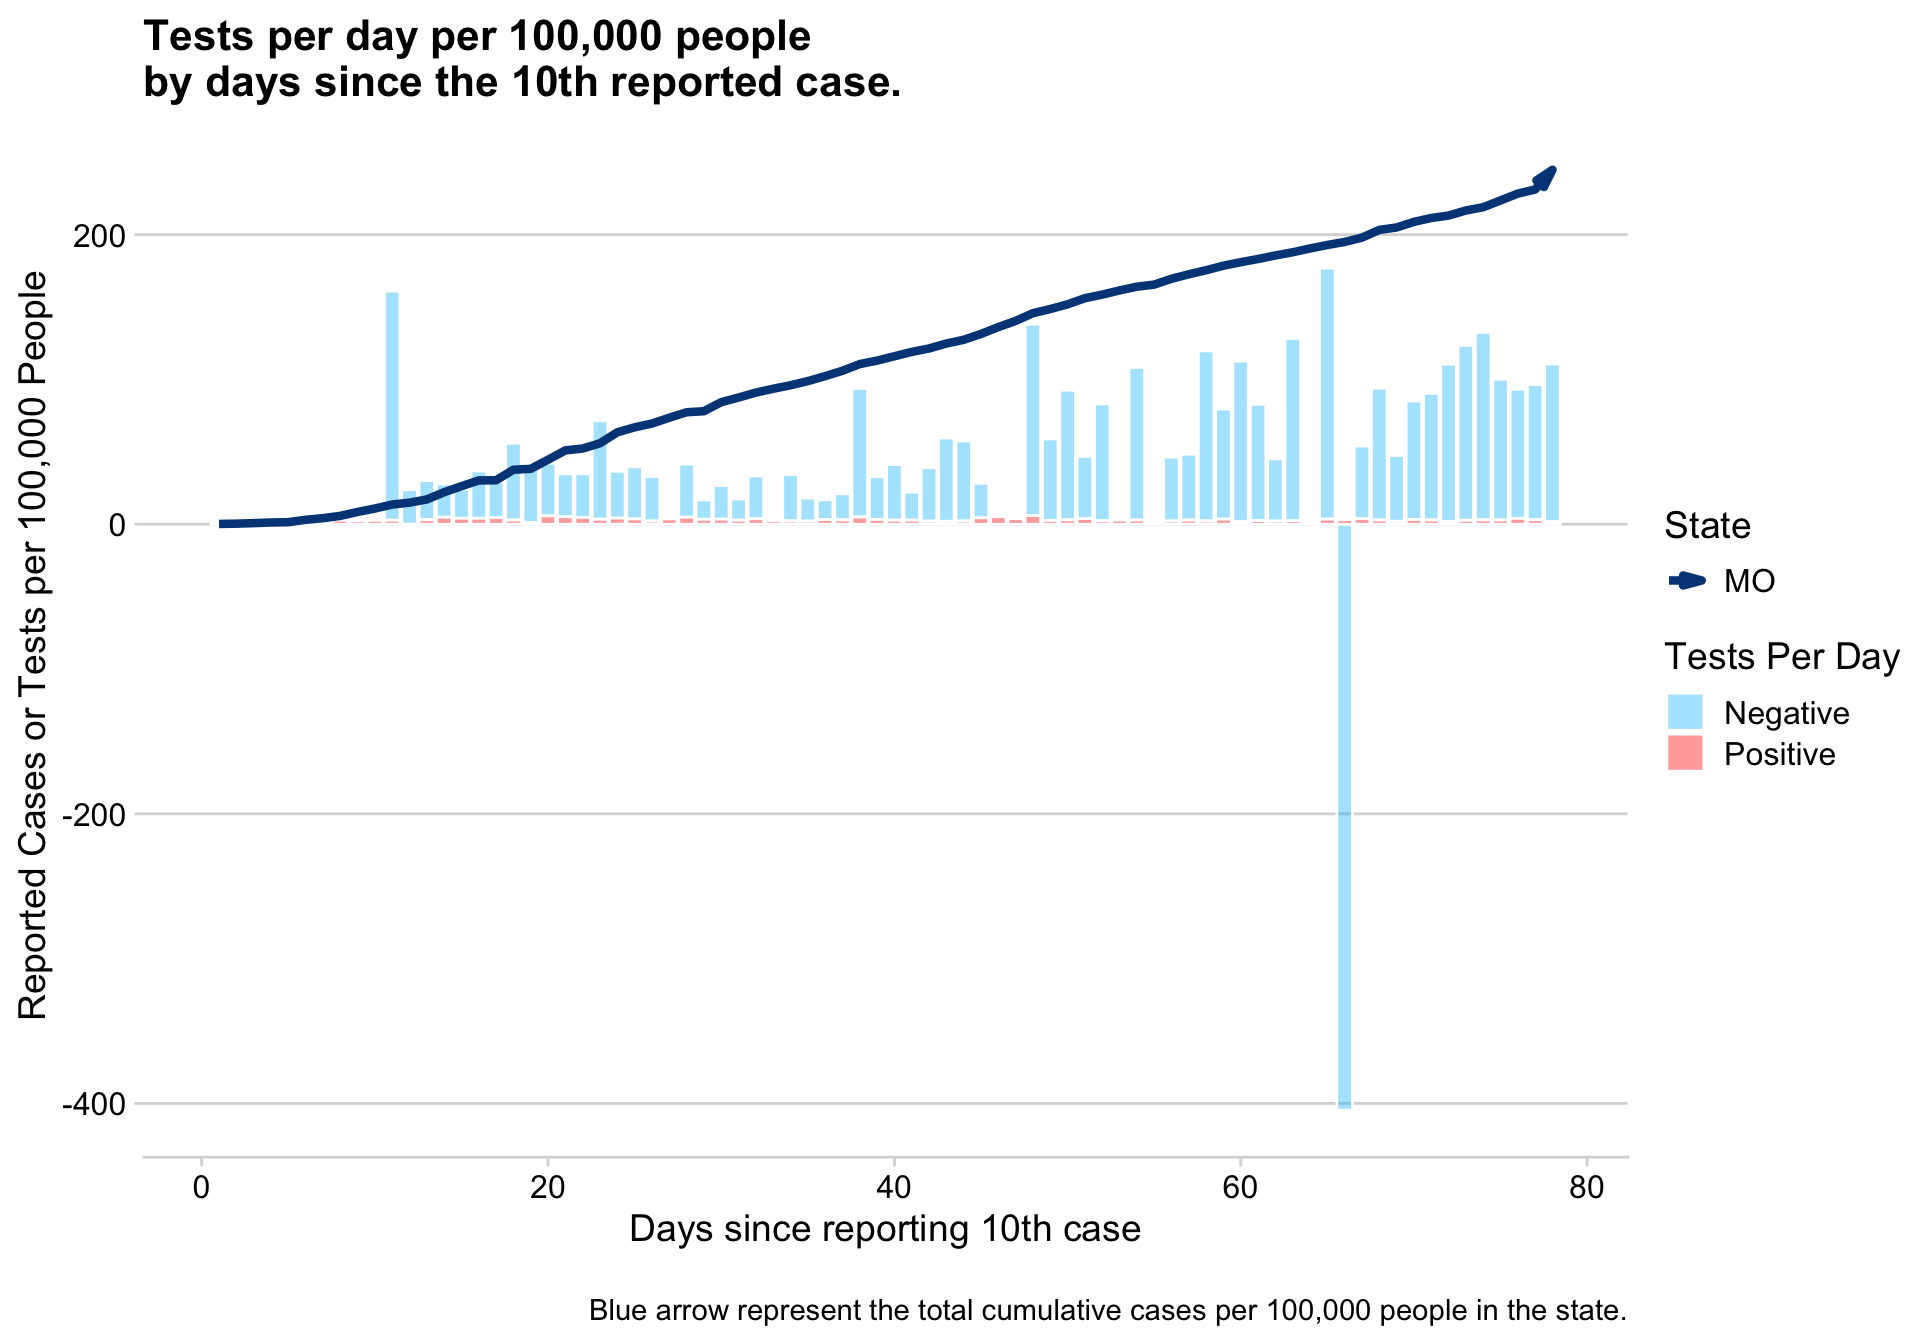 Tests per day per 100,000 people
by days since the 10th reported case.
Reported Cases or Tests per 100,000 People
200
0
-200
-400
0
20
40
60
80
Days since reporting 10th case
State
MO
Tests Per Day
Negative
Positive
Blue arrow represent the total cumulative cases per 100,000 people in the state.